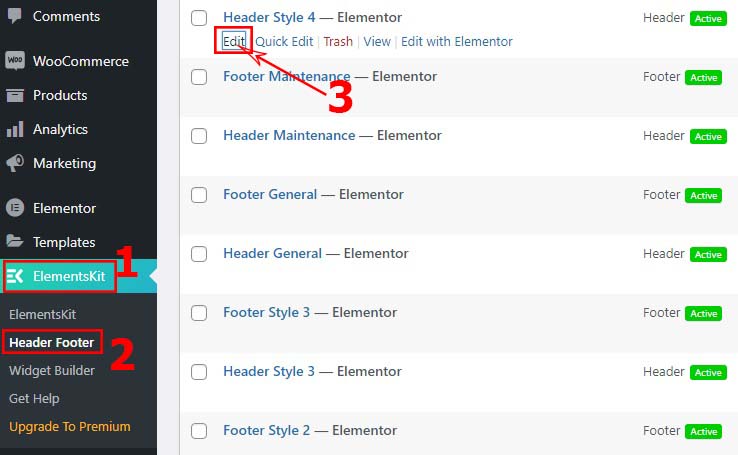 Comments
WOO WooCommerce
Products
Analytics
Marketing
Elementor
Templates
ElementsKit 1
ElementsKit
Header Footer 2
Widget Builder
Get Help
Upgrade To Premium
Header Style 4 — Elementor Header Active
Edit | Quick Edit | Trash | View | Edit with Elementor
3
Footer Maintenance — Elementor Footer Active
Header Maintenance — Elementor Header Active
Footer General — Elementor Footer Active
Header General — Elementor Header Active
Footer Style 3 — Elementor Footer Active
Header Style 3 — Elementor Header Active
Footer Style 2 — Elementor Footer Active